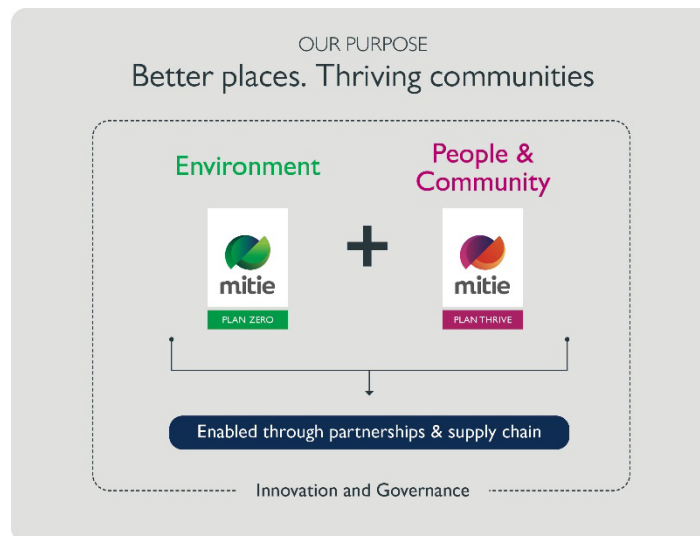 OUR PURPOSE
Better places. Thriving communities
Environment
People &
Community
mitie
PLAN ZERO
+
mitie
PLAN THRIVE
Enabled through partnerships & supply chain
Innovation and Governance